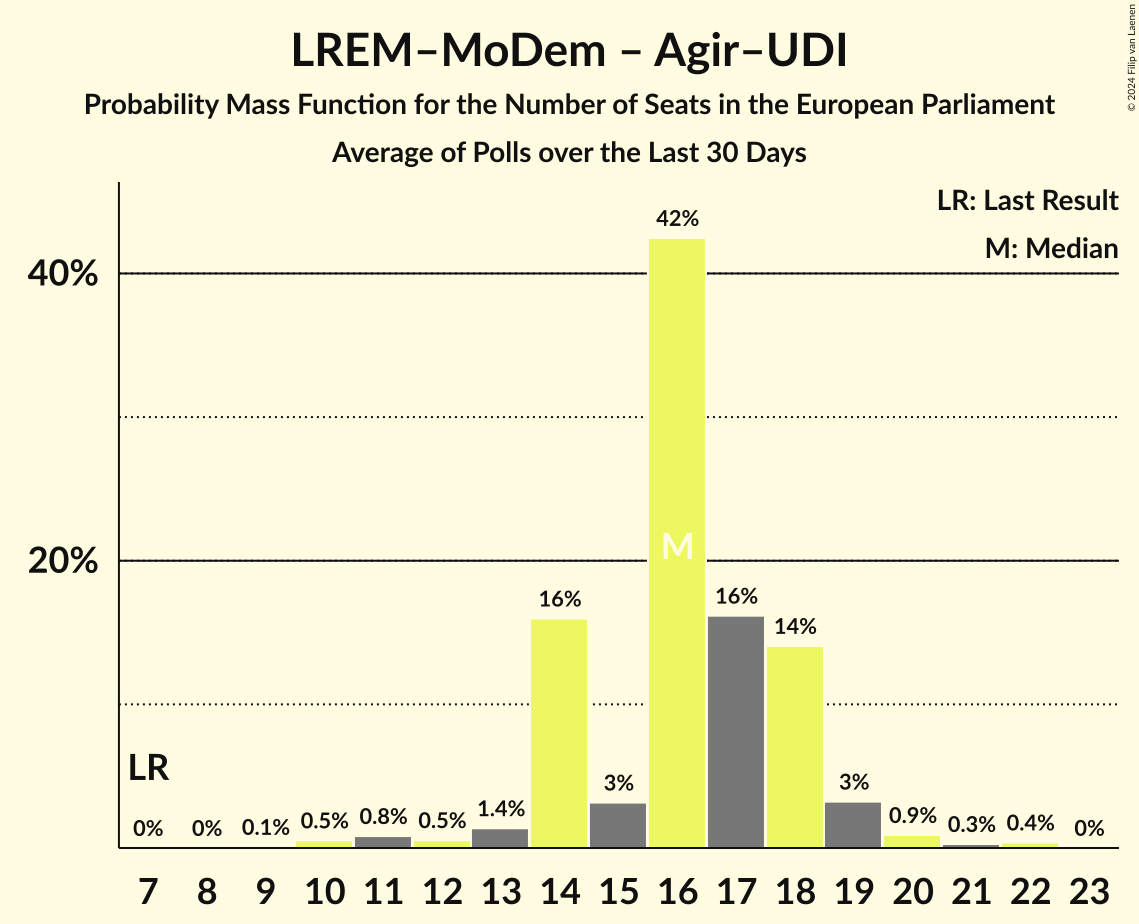 LREM–MoDem – Agir–UDI
Probability Mass Function for the Number of Seats in the European Parliament
Average of Polls over the Last 30 Days
© 2024 Filip van Laenen
LR: Last Result
M: Median
40%
20%
42%
M
16%
16%
14%
LR
0%
0%
0.1%
0.5%
0.8%
0.5%
1.4%
3%
3%
0.9%
0.3%
0.4%
0%
7 8 9 10 11 12 13 14 15 16 17 18 19 20 21 22 23